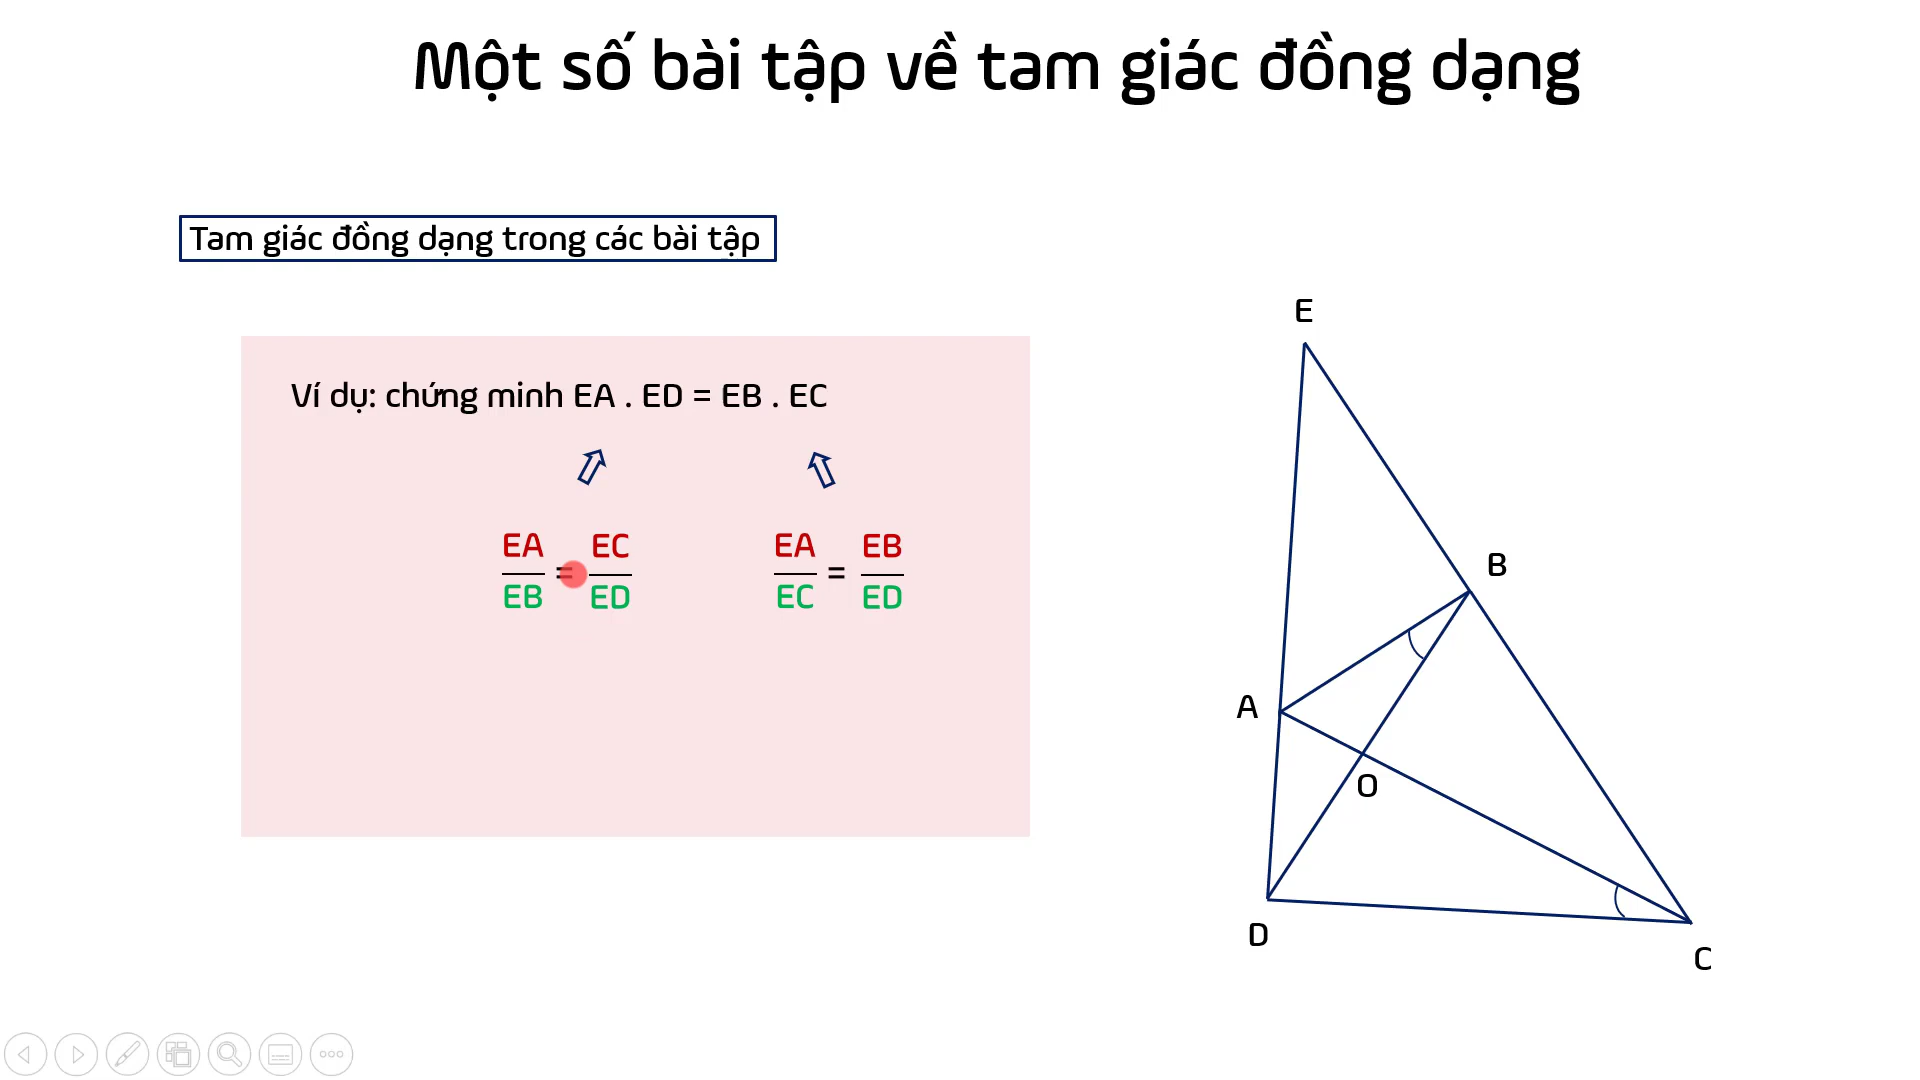 Một số bài tập về tam giác đồng dạng
Tam giác đồng dạng trong các bài tập
Ví dụ: chứng minh EA . ED = EB . EC
EA/EB = EC/ED
EA/EC = EB/ED
E
B
A
O
D
C